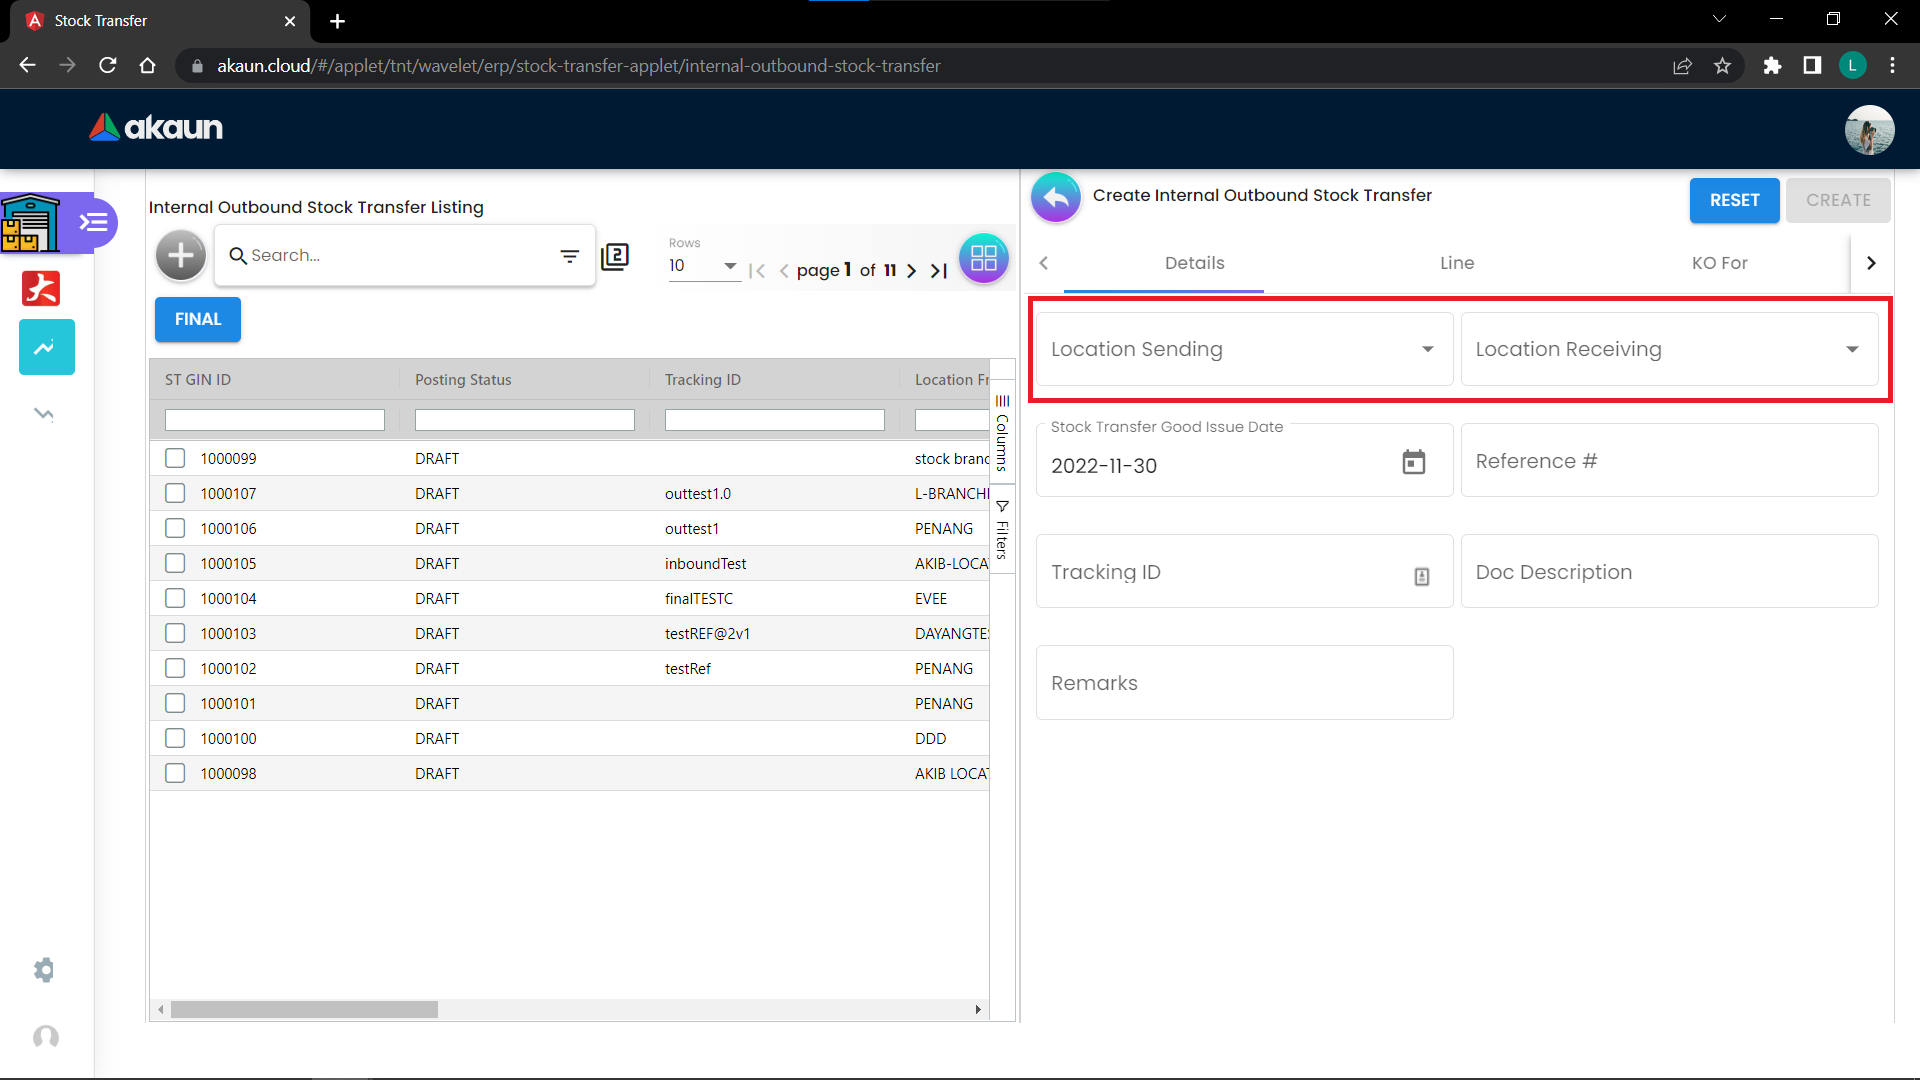 Stock Transfer
akaun.cloud/#/applet/tnt/wavelet/erp/stock-transfer-applet/internal-outbound-stock-transfer
L
akaun
Internal Outbound Stock Transfer Listing
Search...
2
Rows
10
page 1 of 11
FINAL
ST GIN ID Posting Status Tracking ID Location Fr
1000099 DRAFT stock branc
1000107 DRAFT outtest1.0 L-BRANCH
1000106 DRAFT outtest1 PENANG
1000105 DRAFT inboundTest AKIB-LOCA
1000104 DRAFT finalTESTC EVEE
1000103 DRAFT testREF@2v1 DAYANGTES
1000102 DRAFT testRef PENANG
1000101 DRAFT PENANG
1000100 DRAFT DDD
1000098 DRAFT AKIB LOCAT
Columns
Filters
Create Internal Outbound Stock Transfer
RESET
CREATE
Details Line KO For
Location Sending
Location Receiving
Stock Transfer Good Issue Date
2022-11-30
Reference #
Tracking ID
Doc Description
Remarks